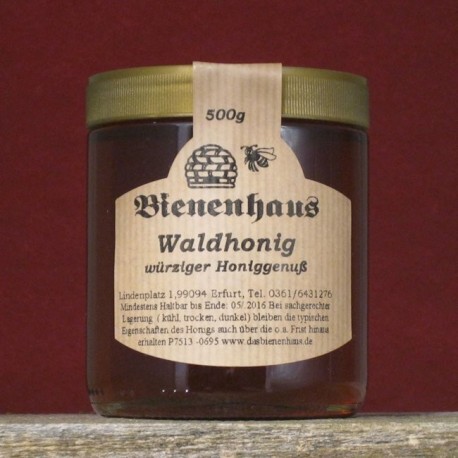 500g
Bienenhaus
Waldhonig
würziger Honiggenuß
Lindenplatz 1,99094 Erfurt, Tel. 0361/6431276
Mindestens Haltbar bis Ende: 05/ 2016 Bei sachgerechter
Lagerung ( kühl, trocken, dunkel) bleiben die typischen
Eigenschaften des Honigs auch über die o a. Frist hinaus
erhalten P7513 -0695 www.dasbienenhaus.de